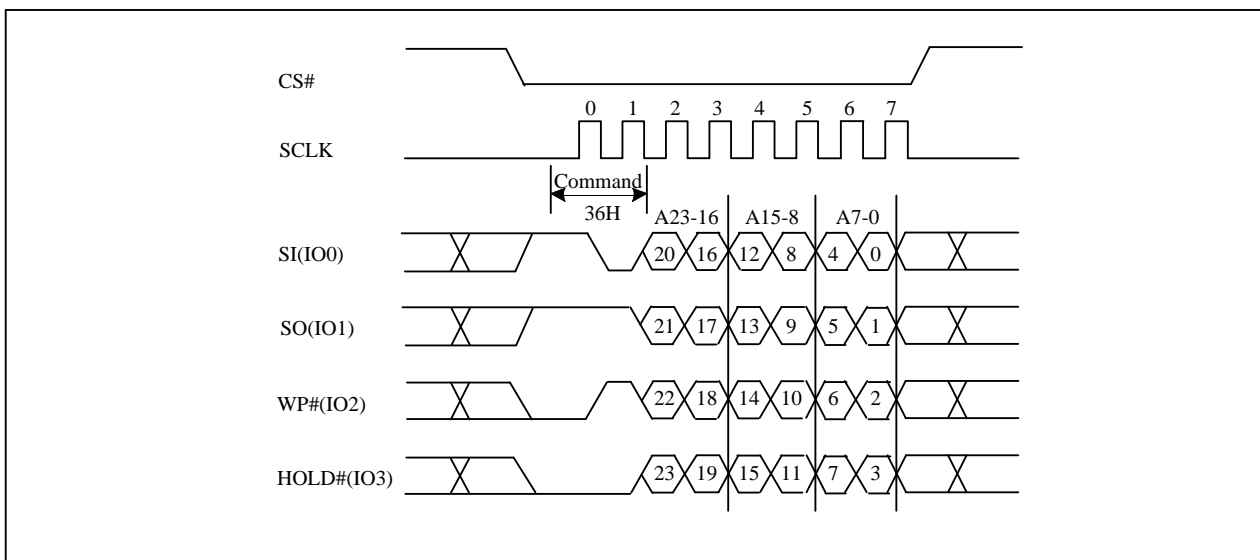 CS#
0 1 2 3 4 5 6 7
SCLK
Command
36H
A23-16 A15-8 A7-0
SI(IO0) 20 16 12 8 4 0
SO(IO1) 21 17 13 9 5 1
WP#(IO2) 22 18 14 10 6 2
HOLD#(IO3) 23 19 15 11 7 3